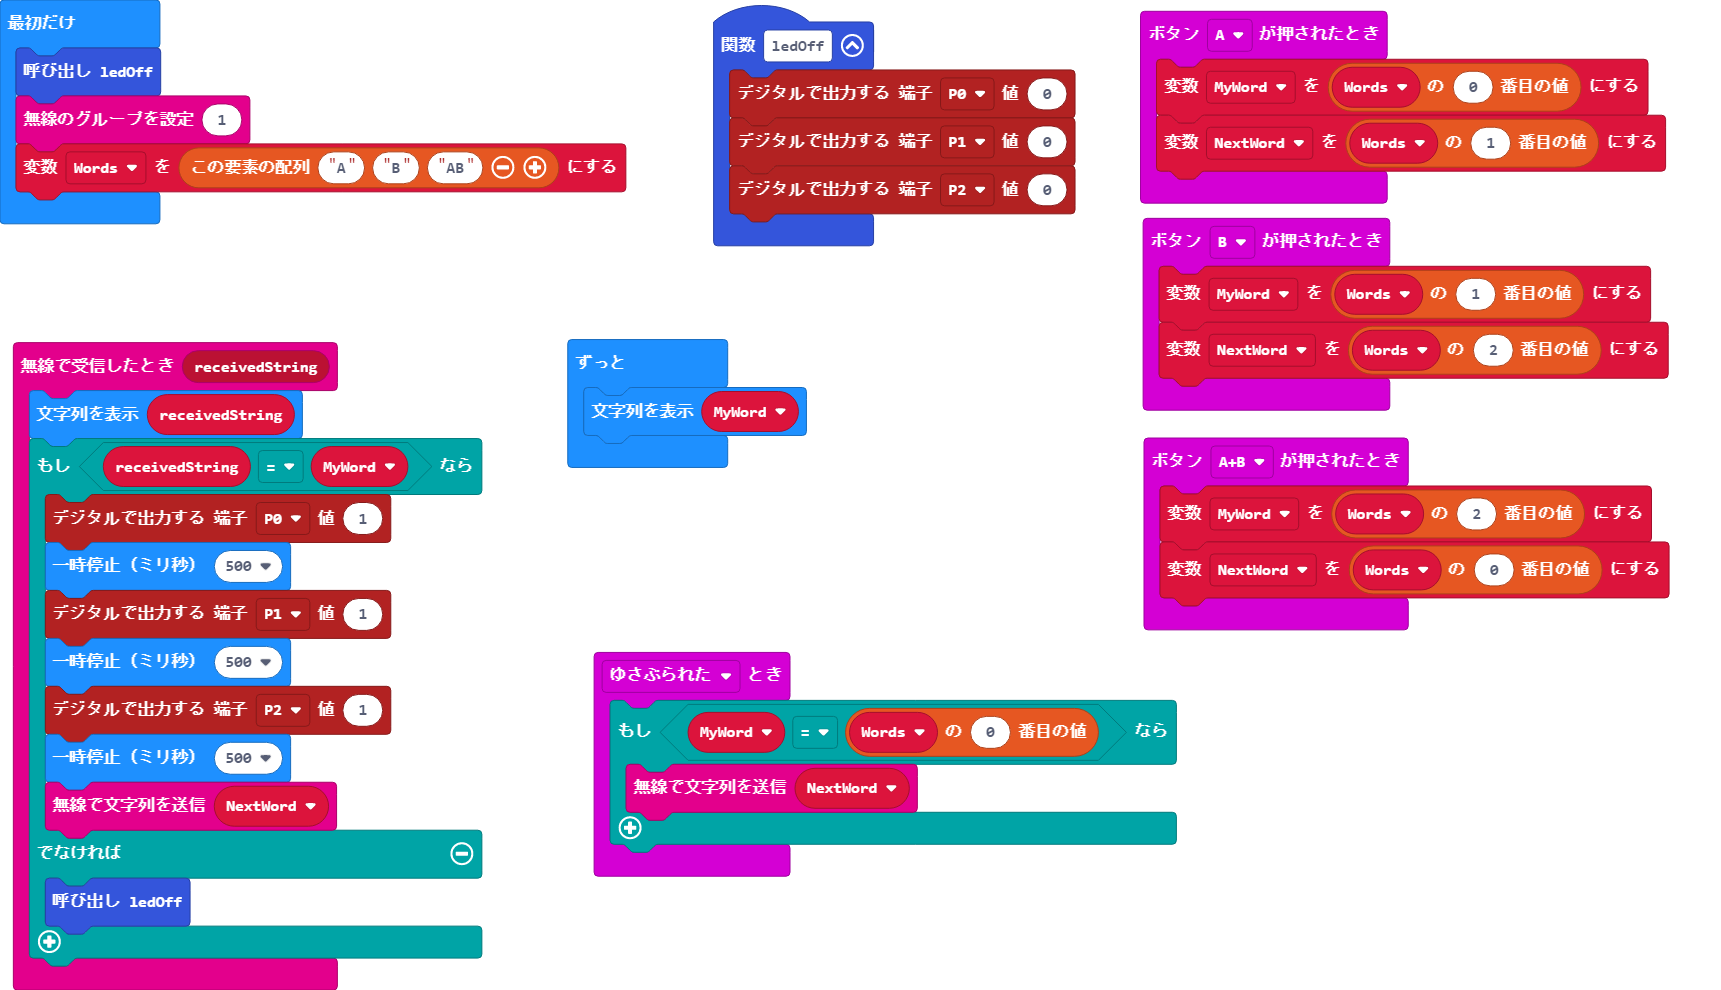 最初だけ
呼び出し ledOff
無線のグループを設定 1
変数 Words を この要素の配列 "A" "B" "AB" にする
関数 ledOff
デジタルで出力する 端子 P0 値 0
デジタルで出力する 端子 P1 値 0
デジタルで出力する 端子 P2 値 0
ボタン A が押されたとき
変数 MyWord を Words の 0 番目の値 にする
変数 NextWord を Words の 1 番目の値 にする
ボタン B が押されたとき
変数 MyWord を Words の 1 番目の値 にする
変数 NextWord を Words の 2 番目の値 にする
ボタン A+B が押されたとき
変数 MyWord を Words の 2 番目の値 にする
変数 NextWord を Words の 0 番目の値 にする
無線で受信したとき receivedString
文字列を表示 receivedString
もし receivedString = MyWord なら
デジタルで出力する 端子 P0 値 1
一時停止（ミリ秒） 500
デジタルで出力する 端子 P1 値 1
一時停止（ミリ秒） 500
デジタルで出力する 端子 P2 値 1
一時停止（ミリ秒） 500
無線で文字列を送信 NextWord
でなければ
呼び出し ledOff
ずっと
文字列を表示 MyWord
ゆさぶられた とき
もし MyWord = Words の 0 番目の値 なら
無線で文字列を送信 NextWord